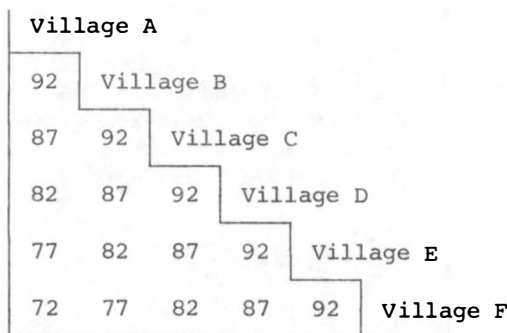 Village A
92 Village B
87 92 Village C
82 87 92 Village D
77 82 87 92 Village E
72 77 82 87 92 Village F